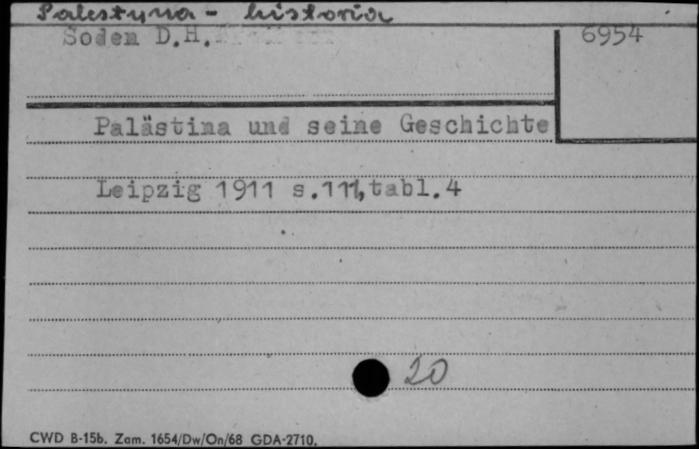 Palestyna - historia
Soden D.H.
6954
Palästina und seine Geschichte
Leipzig 1911 s.111,tabl.4
20
CWD B-15b. Zam. 1654/Dw/On/68 GDA-2710.